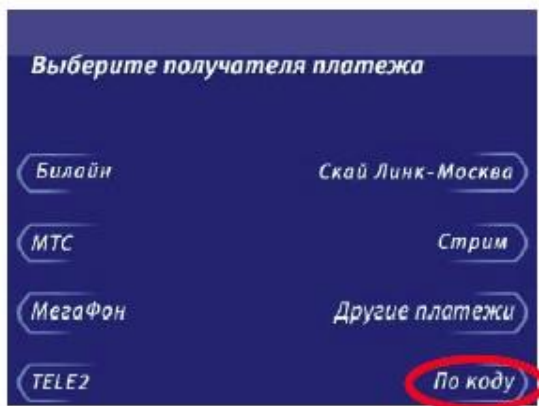 Выберите получателя платежа
Билайн
Скай Линк-Москва
МТС
Стрим
МегаФон
Другие платежи
TELE2
По коду